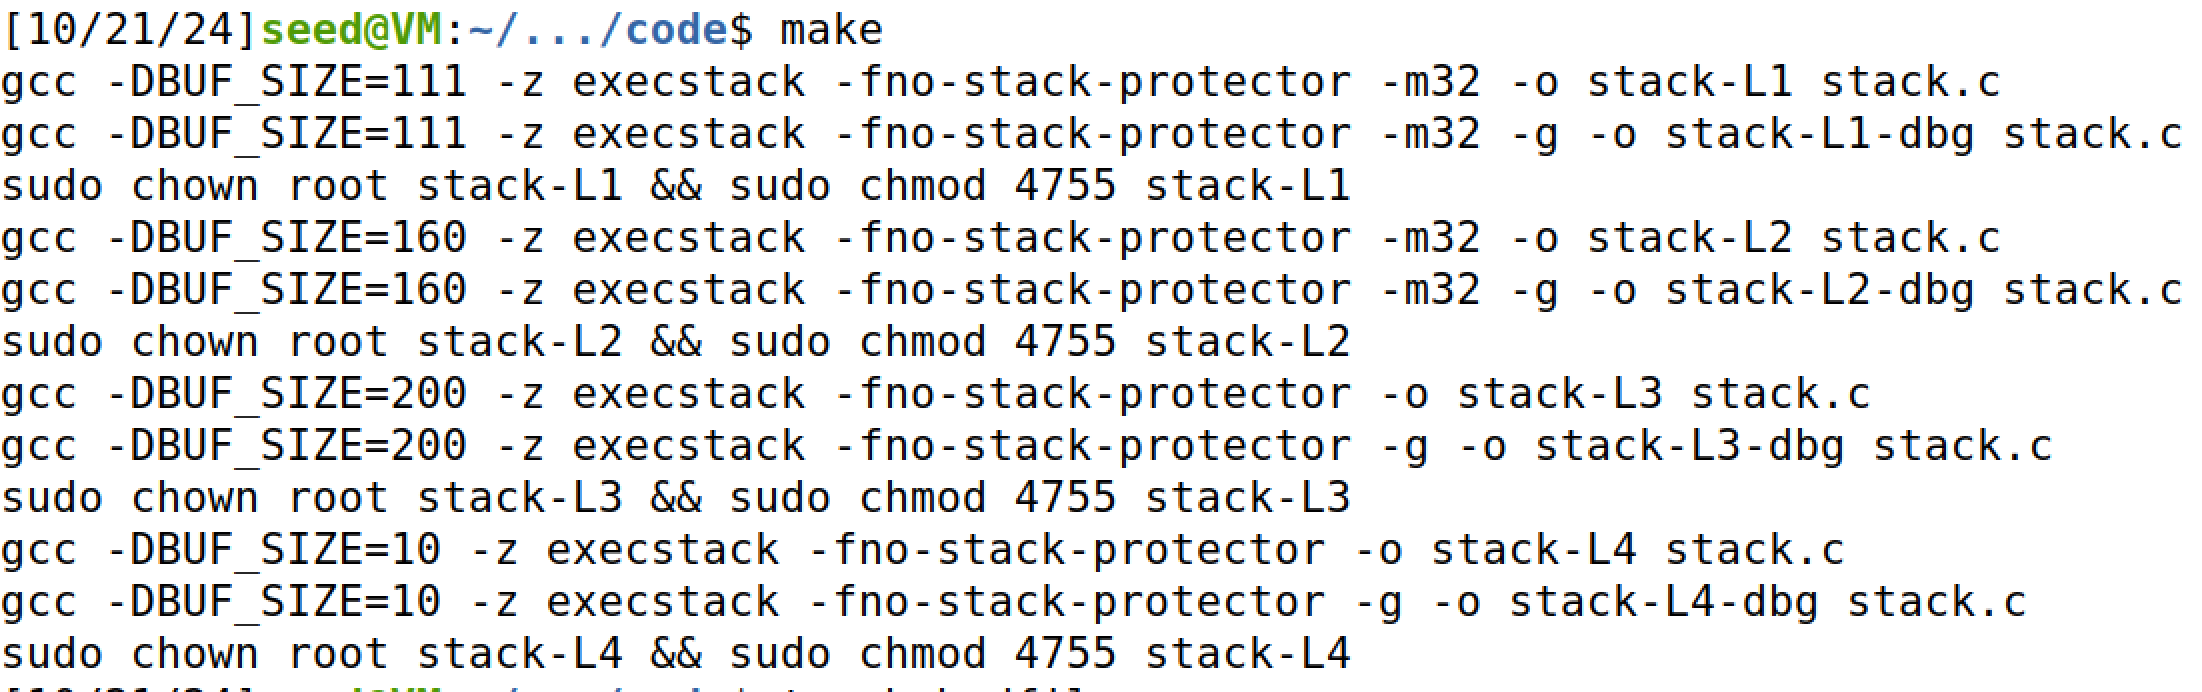 [10/21/24]seed@VM:~/.../code$ make
gcc -DBUF_SIZE=111 -z execstack -fno-stack-protector -m32 -o stack-L1 stack.c
gcc -DBUF_SIZE=111 -z execstack -fno-stack-protector -m32 -g -o stack-L1-dbg stack.c
sudo chown root stack-L1 && sudo chmod 4755 stack-L1
gcc -DBUF_SIZE=160 -z execstack -fno-stack-protector -m32 -o stack-L2 stack.c
gcc -DBUF_SIZE=160 -z execstack -fno-stack-protector -m32 -g -o stack-L2-dbg stack.c
sudo chown root stack-L2 && sudo chmod 4755 stack-L2
gcc -DBUF_SIZE=200 -z execstack -fno-stack-protector -o stack-L3 stack.c
gcc -DBUF_SIZE=200 -z execstack -fno-stack-protector -g -o stack-L3-dbg stack.c
sudo chown root stack-L3 && sudo chmod 4755 stack-L3
gcc -DBUF_SIZE=10 -z execstack -fno-stack-protector -o stack-L4 stack.c
gcc -DBUF_SIZE=10 -z execstack -fno-stack-protector -g -o stack-L4-dbg stack.c
sudo chown root stack-L4 && sudo chmod 4755 stack-L4